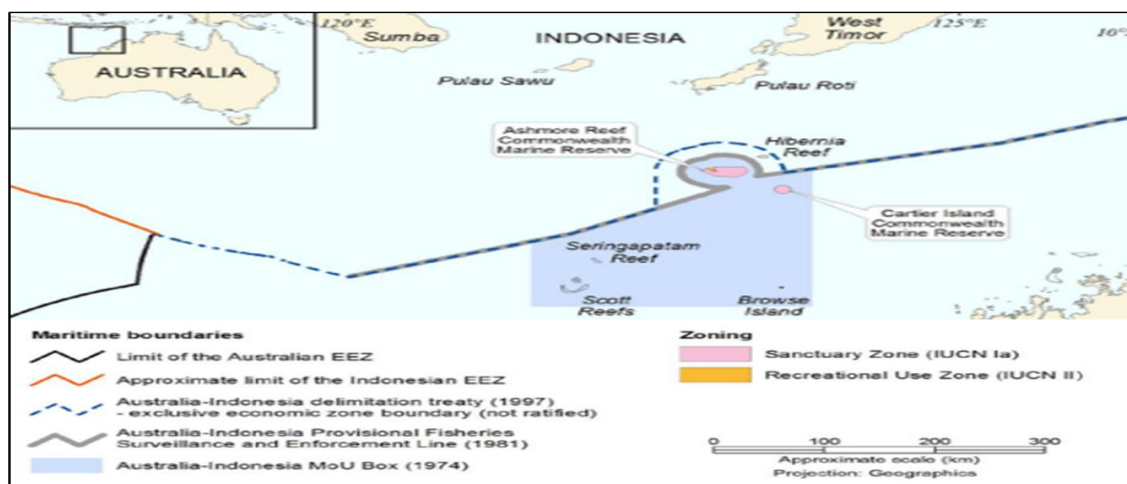 120°E
Sumba
INDONESIA
West
Timor
125°E
10°
AUSTRALIA
Pulau Sawu
Pulau Roti
Ashmore Reef
Commonwealth
Marine Reserve
Hibernia
Reef
Cartier Island
Commonwealth
Marine Reserve
Seringapatam
Reef
Scott
Reefs
Browse
Island
Maritime boundaries
Limit of the Australian EEZ
Approximate limit of the Indonesian EEZ
Australia-Indonesia delimitation treaty (1997)
- exclusive economic zone boundary (not ratified)
Australia-Indonesia Provisional Fisheries
Surveillance and Enforcement Line (1981)
Australia-Indonesia MoU Box (1974)
Zoning
Sanctuary Zone (IUCN Ia)
Recreational Use Zone (IUCN II)
0 100 200 300
Approximate scale (km)
Projection: Geographics